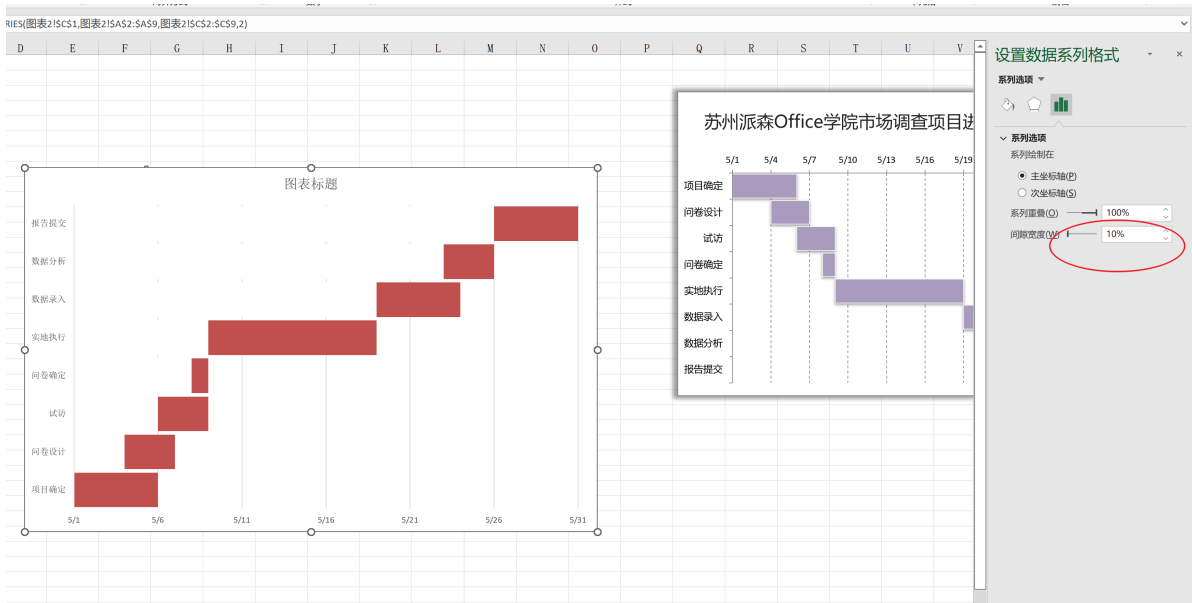 RIES(图表2!$C$1,图表2!$A$2:$A$9,图表2!$C$2:$C$9,2)
D E F G H I J K L M N O P Q R S T U V
设置数据系列格式
系列选项
系列选项
系列绘制在
主坐标轴(P)
次坐标轴(S)
系列重叠(O) 100%
间隙宽度(W) 10%
图表标题
报告提交
数据分析
数据录入
实地执行
问卷确定
试访
问卷设计
项目确定
5/1 5/6 5/11 5/16 5/21 5/26 5/31
苏州派森Office学院市场调查项目进
5/1 5/4 5/7 5/10 5/13 5/16 5/19
项目确定
问卷设计
试访
问卷确定
实地执行
数据录入
数据分析
报告提交